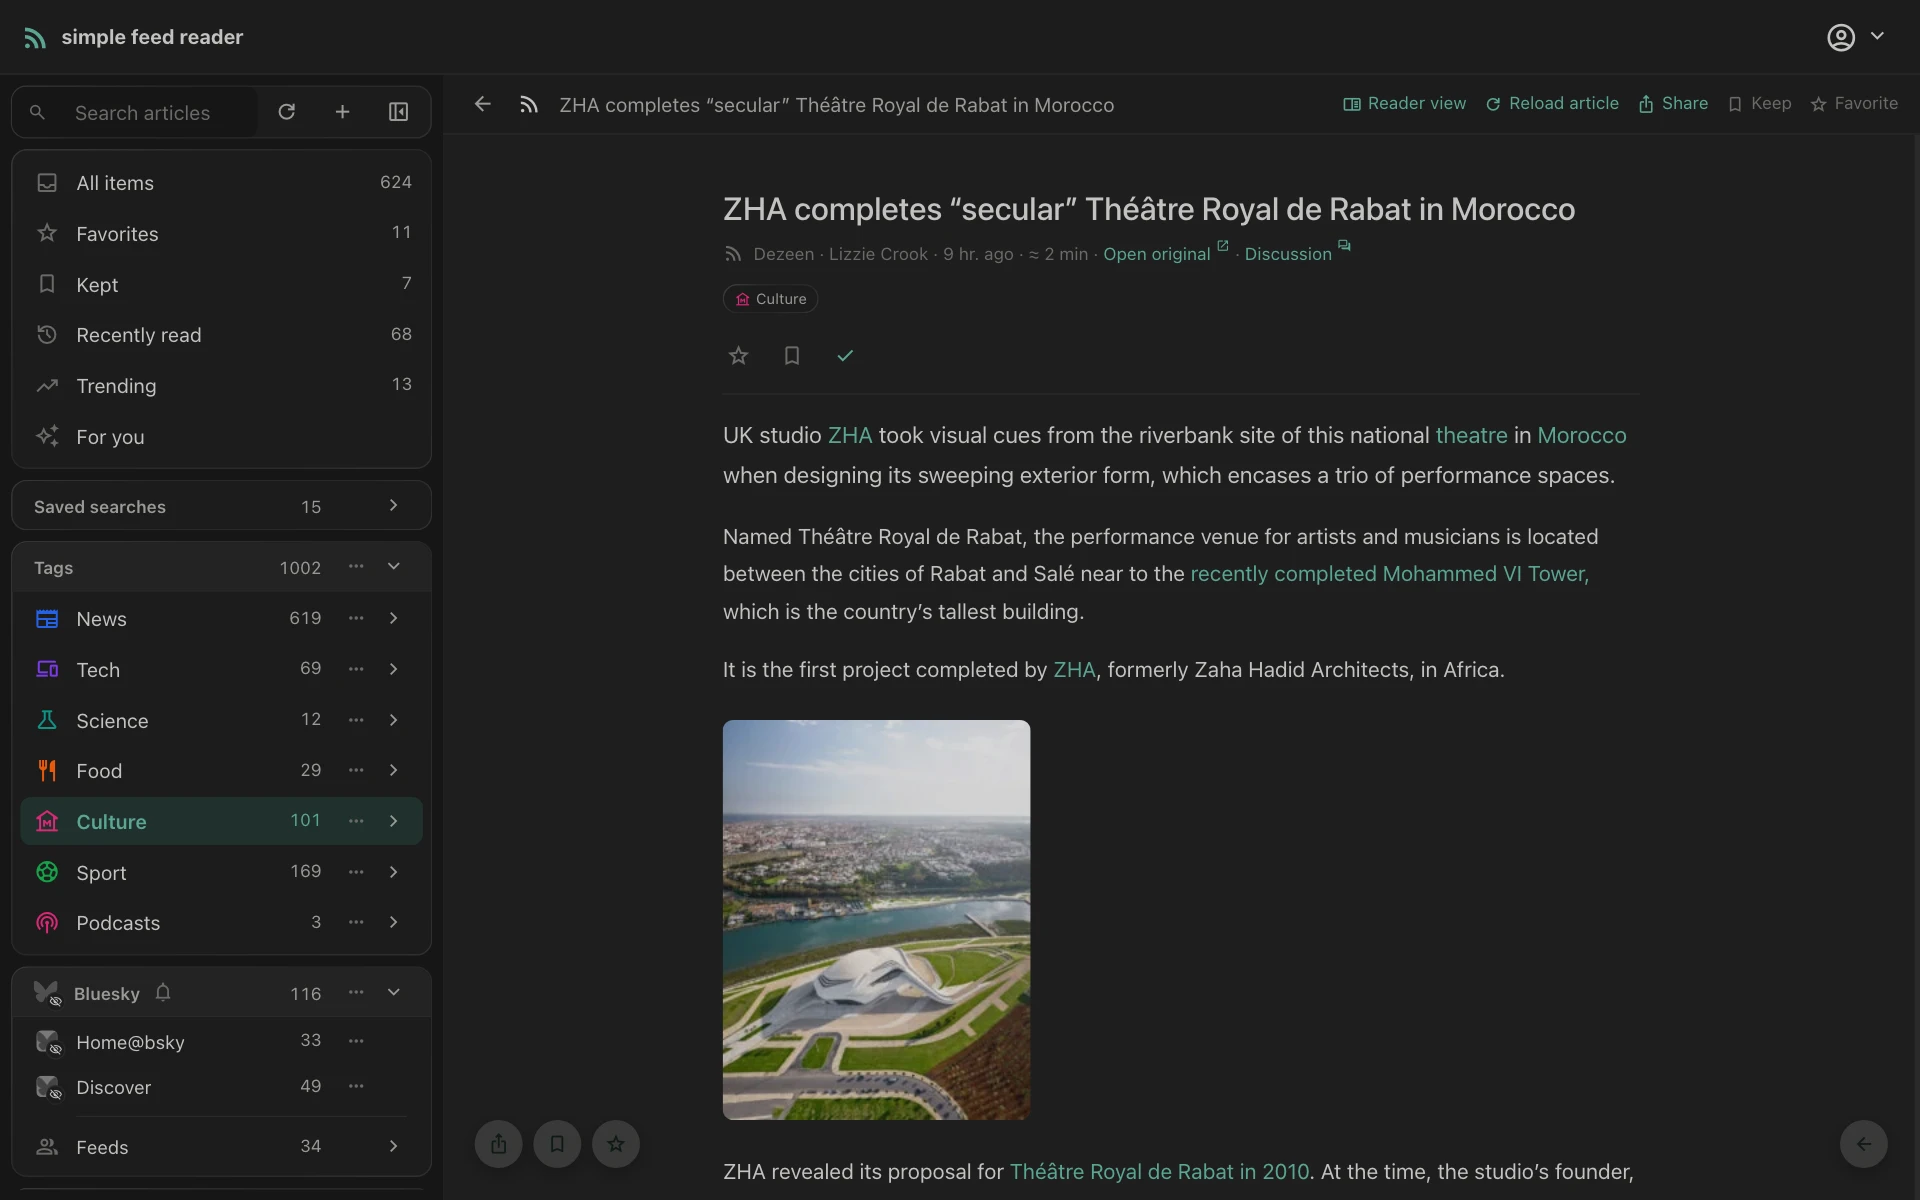 simple feed reader
Search articles
All items 624
Favorites 11
Kept 7
Recently read 68
Trending 13
For you
Saved searches 15
Tags 1002
News 619
Tech 69
Science 12
Food 29
Culture 101
Sport 169
Podcasts 3
Bluesky 116
Home@bsky 33
Discover 49
Feeds 34
ZHA completes “secular” Théâtre Royal de Rabat in Morocco
Reader view Reload article Share Keep Favorite
ZHA completes “secular” Théâtre Royal de Rabat in Morocco
Dezeen · Lizzie Crook · 9 hr. ago · ≈ 2 min · Open original · Discussion
Culture
UK studio ZHA took visual cues from the riverbank site of this national theatre in Morocco
when designing its sweeping exterior form, which encases a trio of performance spaces.
Named Théâtre Royal de Rabat, the performance venue for artists and musicians is located
between the cities of Rabat and Salé near to the recently completed Mohammed VI Tower,
which is the country’s tallest building.
It is the first project completed by ZHA, formerly Zaha Hadid Architects, in Africa.
ZHA revealed its proposal for Théâtre Royal de Rabat in 2010. At the time, the studio’s founder,